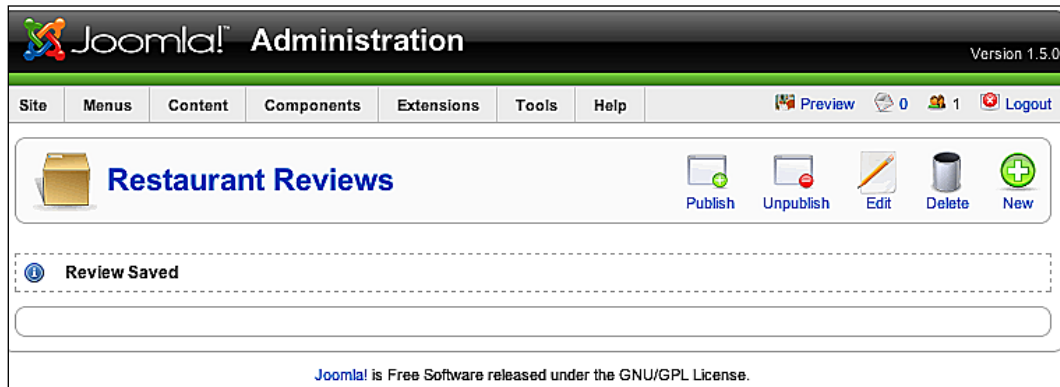 Joomla!™ Administration
Version 1.5.0
Site Menus Content Components Extensions Tools Help Preview 0 1 Logout
Restaurant Reviews
Publish Unpublish Edit Delete New
Review Saved
Joomla! is Free Software released under the GNU/GPL License.